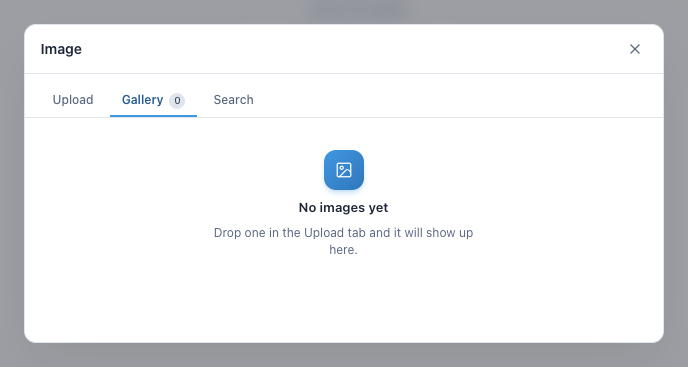 Image
Upload
Gallery 0
Search
No images yet
Drop one in the Upload tab and it will show up
here.